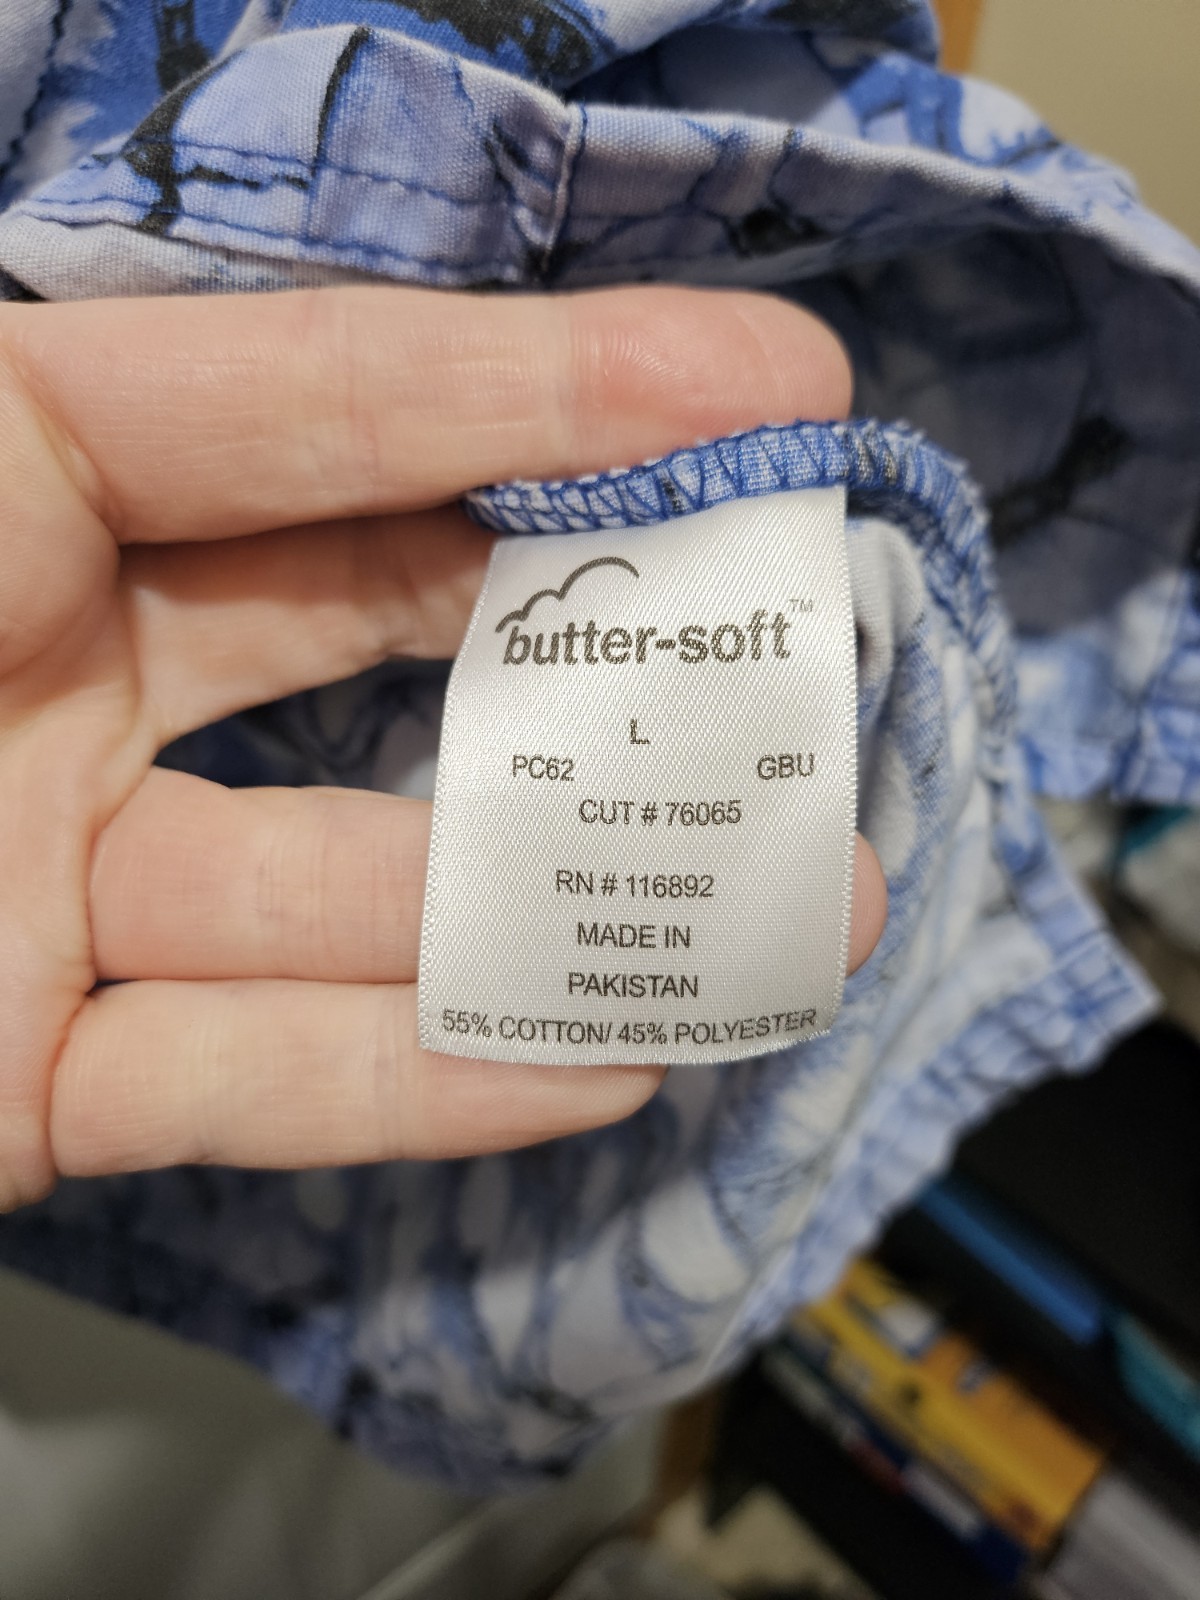 butter-soft™
L
PC62 GBU
CUT # 76065
RN # 116892
MADE IN
PAKISTAN
55% COTTON/ 45% POLYESTER